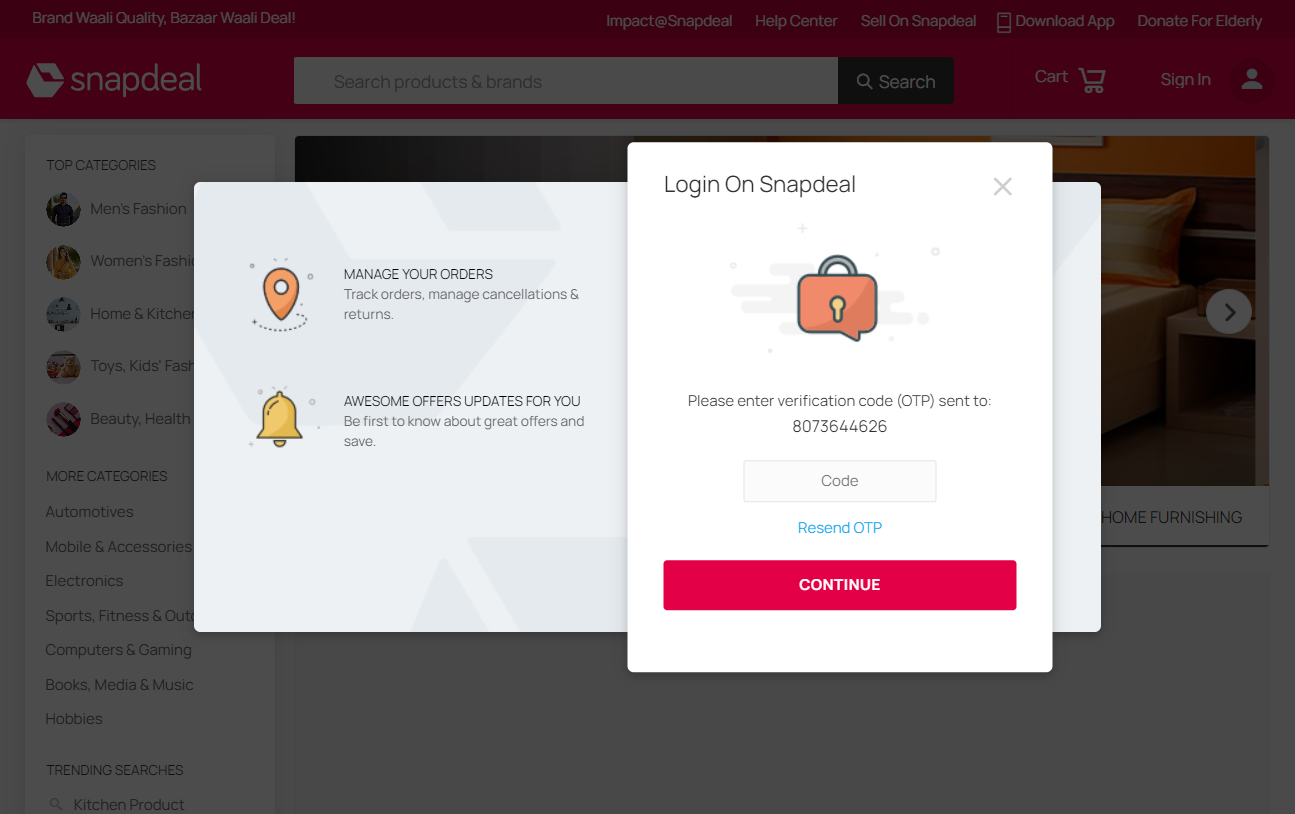 Brand Waali Quality, Bazaar Waali Deal!
Impact@Snapdeal
Help Center
Sell On Snapdeal
Download App
Donate For Elderly
snapdeal
Search products & brands
Search
Cart
Sign In
TOP CATEGORIES
Men's Fashion
Women's Fashi
Home & Kitchen
Toys, Kids' Fash
Beauty, Health
MORE CATEGORIES
Automotives
Mobile & Accessories
Electronics
Sports, Fitness & Outd
Computers & Gaming
Books, Media & Music
Hobbies
TRENDING SEARCHES
Kitchen Product
MANAGE YOUR ORDERS
Track orders, manage cancellations &
returns.
AWESOME OFFERS UPDATES FOR YOU
Be first to know about great offers and
save.
Login On Snapdeal
Please enter verification code (OTP) sent to:
8073644626
Code
Resend OTP
CONTINUE
HOME FURNISHING